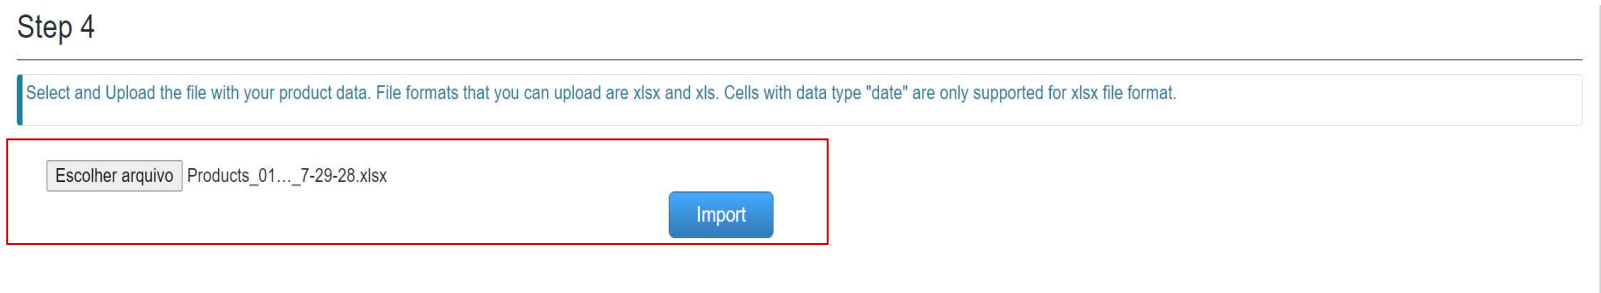 Step 4
Select and Upload the file with your product data. File formats that you can upload are xlsx and xls. Cells with data type "date" are only supported for xlsx file format.
Escolher arquivo Products_01…_7-29-28.xlsx
Import